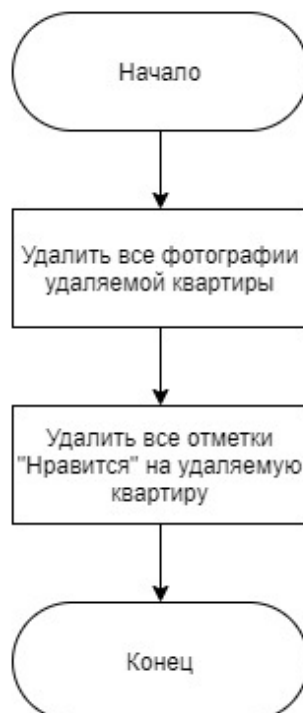 Начало
Удалить все фотографии
удаляемой квартиры
Удалить все отметки
"Нравится" на удаляемую
квартиру
Конец